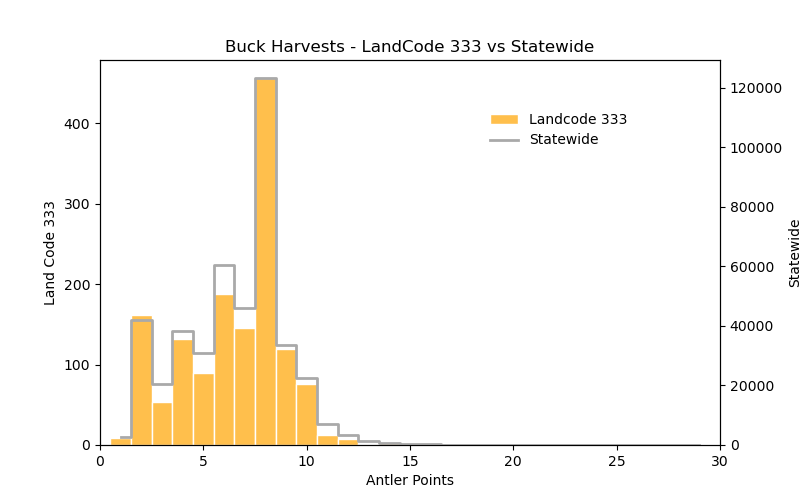 Buck Harvests - LandCode 333 vs Statewide
Landcode 333
Statewide
Land Code 333
400
300
200
100
0
120000
100000
80000
60000
40000
20000
0
Statewide
0 5 10 15 20 25 30
Antler Points